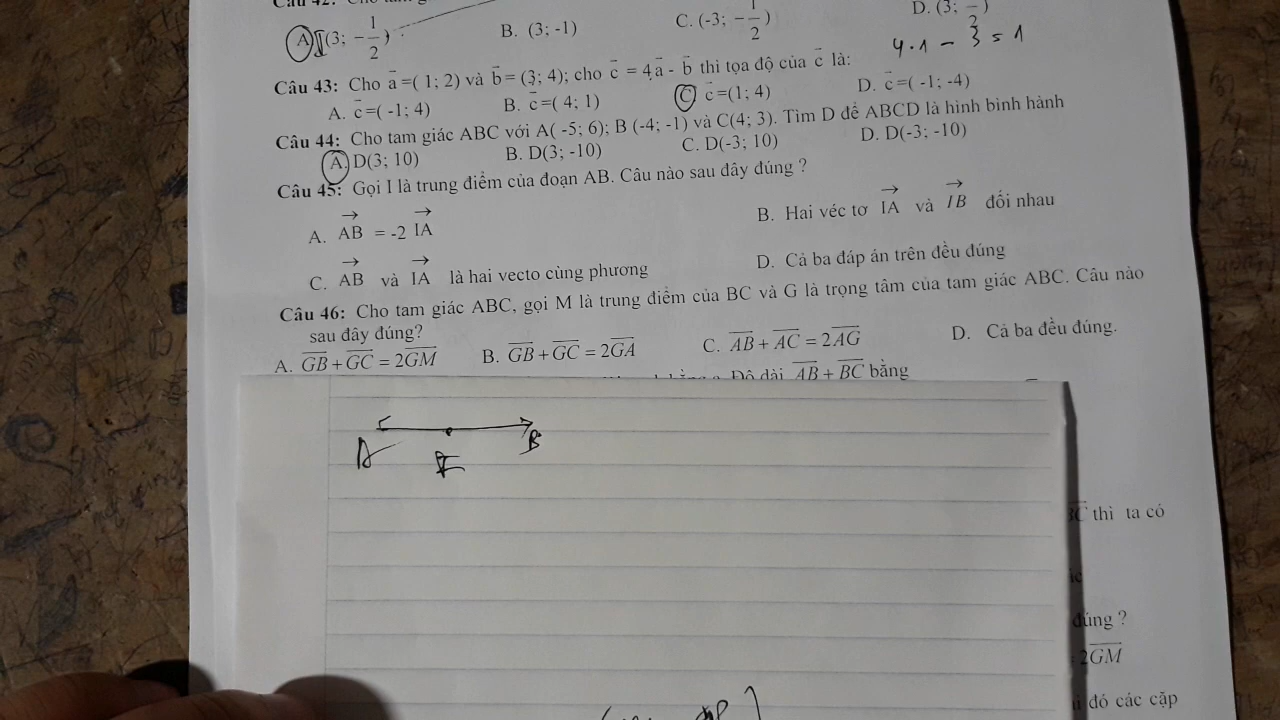 A. I(3; -1/2)    B. (3; -1)    C. (-3; -1/2)    D. (3; 1/2)
4.1 - 3 = 1
Câu 43: Cho a⃗ =( 1; 2) và b⃗= (3; 4); cho c⃗ = 4a⃗ - b⃗ thì tọa độ của c⃗ là:
A. c⃗=( -1; 4)    B. c⃗=( 4; 1)    C. c⃗=(1; 4)    D. c⃗=( -1; -4)
Câu 44: Cho tam giác ABC với A( -5; 6); B (-4; -1) và C(4; 3). Tìm D để ABCD là hình bình hành
A. D(3; 10)    B. D(3; -10)    C. D(-3; 10)    D. D(-3; -10)
Câu 45: Gọi I là trung điểm của đoạn AB. Câu nào sau đây đúng ?
A. AB⃗ = -2 IA⃗    B. Hai véc tơ IA⃗ và IB⃗ đối nhau
C. AB⃗ và IA⃗ là hai vecto cùng phương    D. Cả ba đáp án trên đều đúng
Câu 46: Cho tam giác ABC, gọi M là trung điểm của BC và G là trọng tâm của tam giác ABC. Câu nào
sau đây đúng?
A. GB⃗ + GC⃗ = 2GM⃗    B. GB⃗ + GC⃗ = 2GA⃗    C. AB⃗ + AC⃗ = 2AG⃗    D. Cả ba đều đúng.
Độ dài AB⃗ + BC⃗ bằng
A I B
BC⃗ thì ta có
đúng ?
2GM⃗
đó các cặp